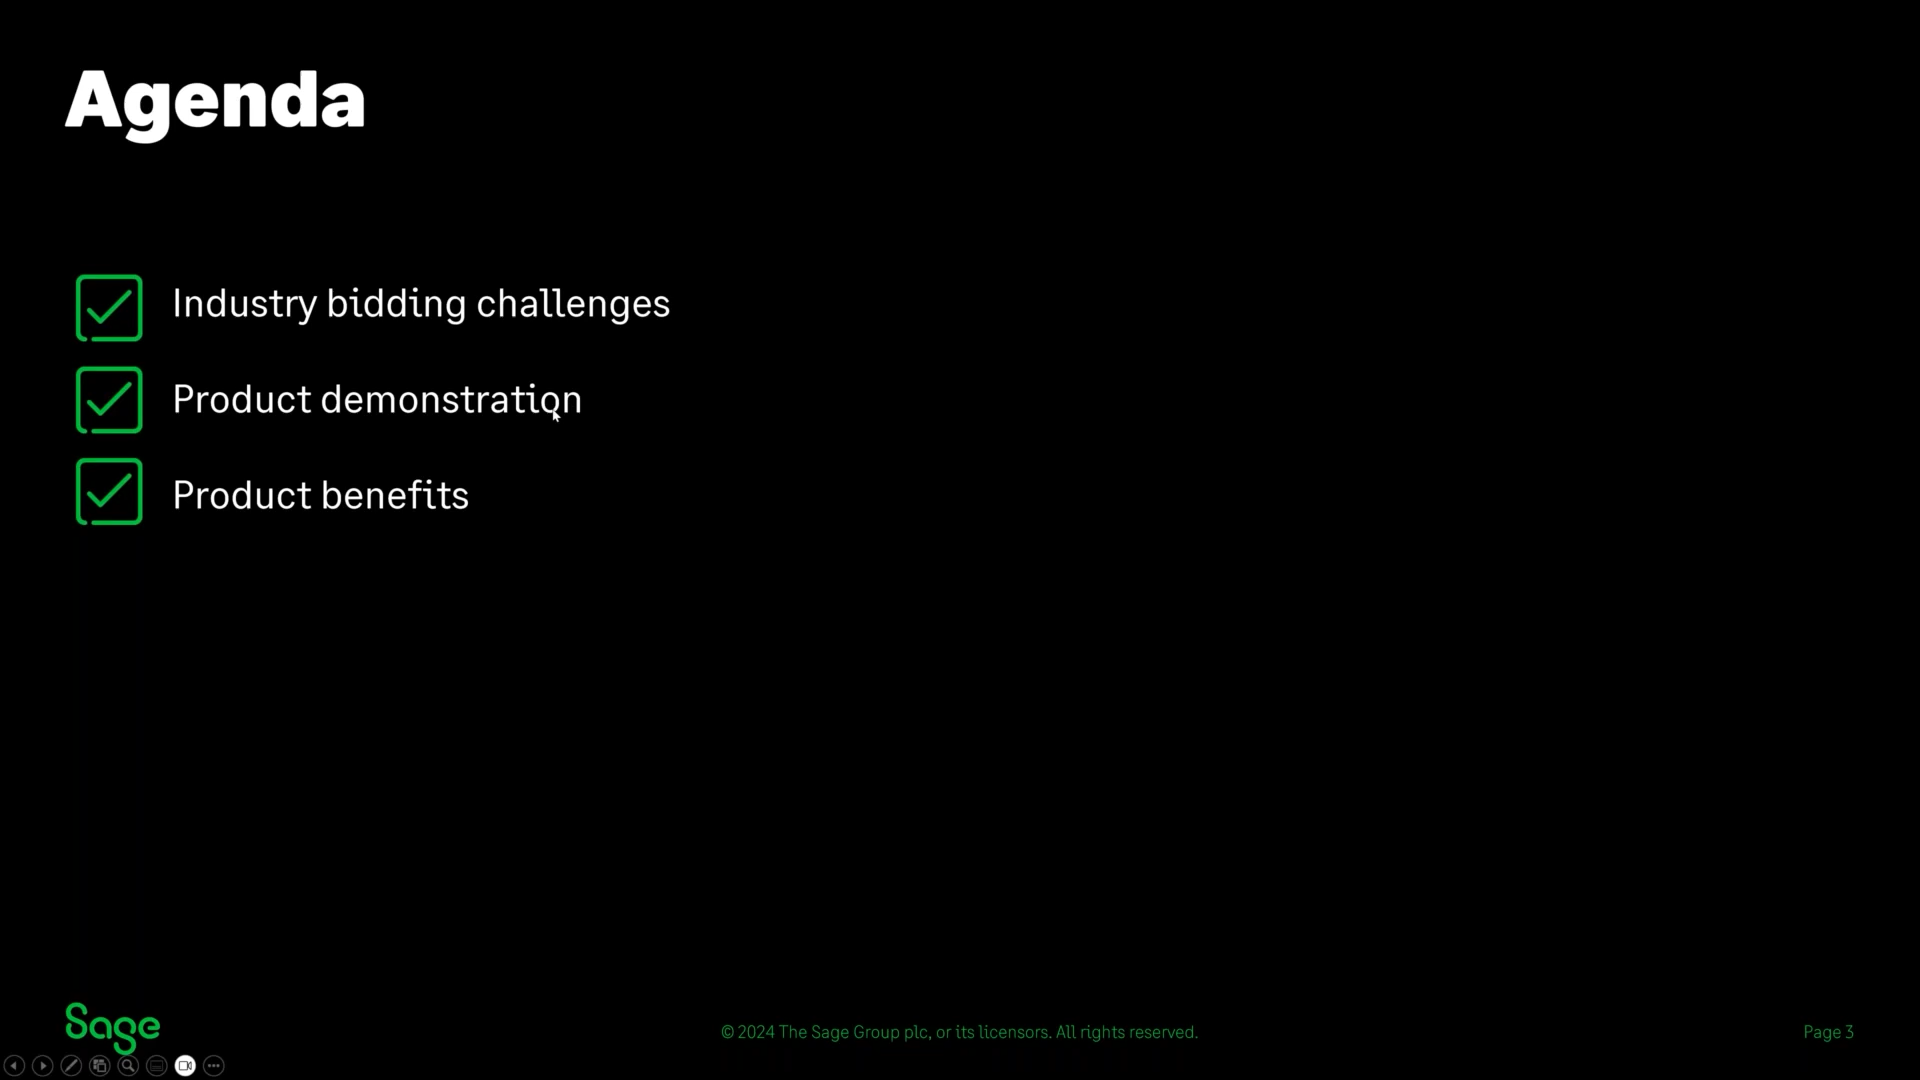 Agenda
Industry bidding challenges
Product demonstration
Product benefits
Sage
© 2024 The Sage Group plc, or its licensors. All rights reserved.
Page 3